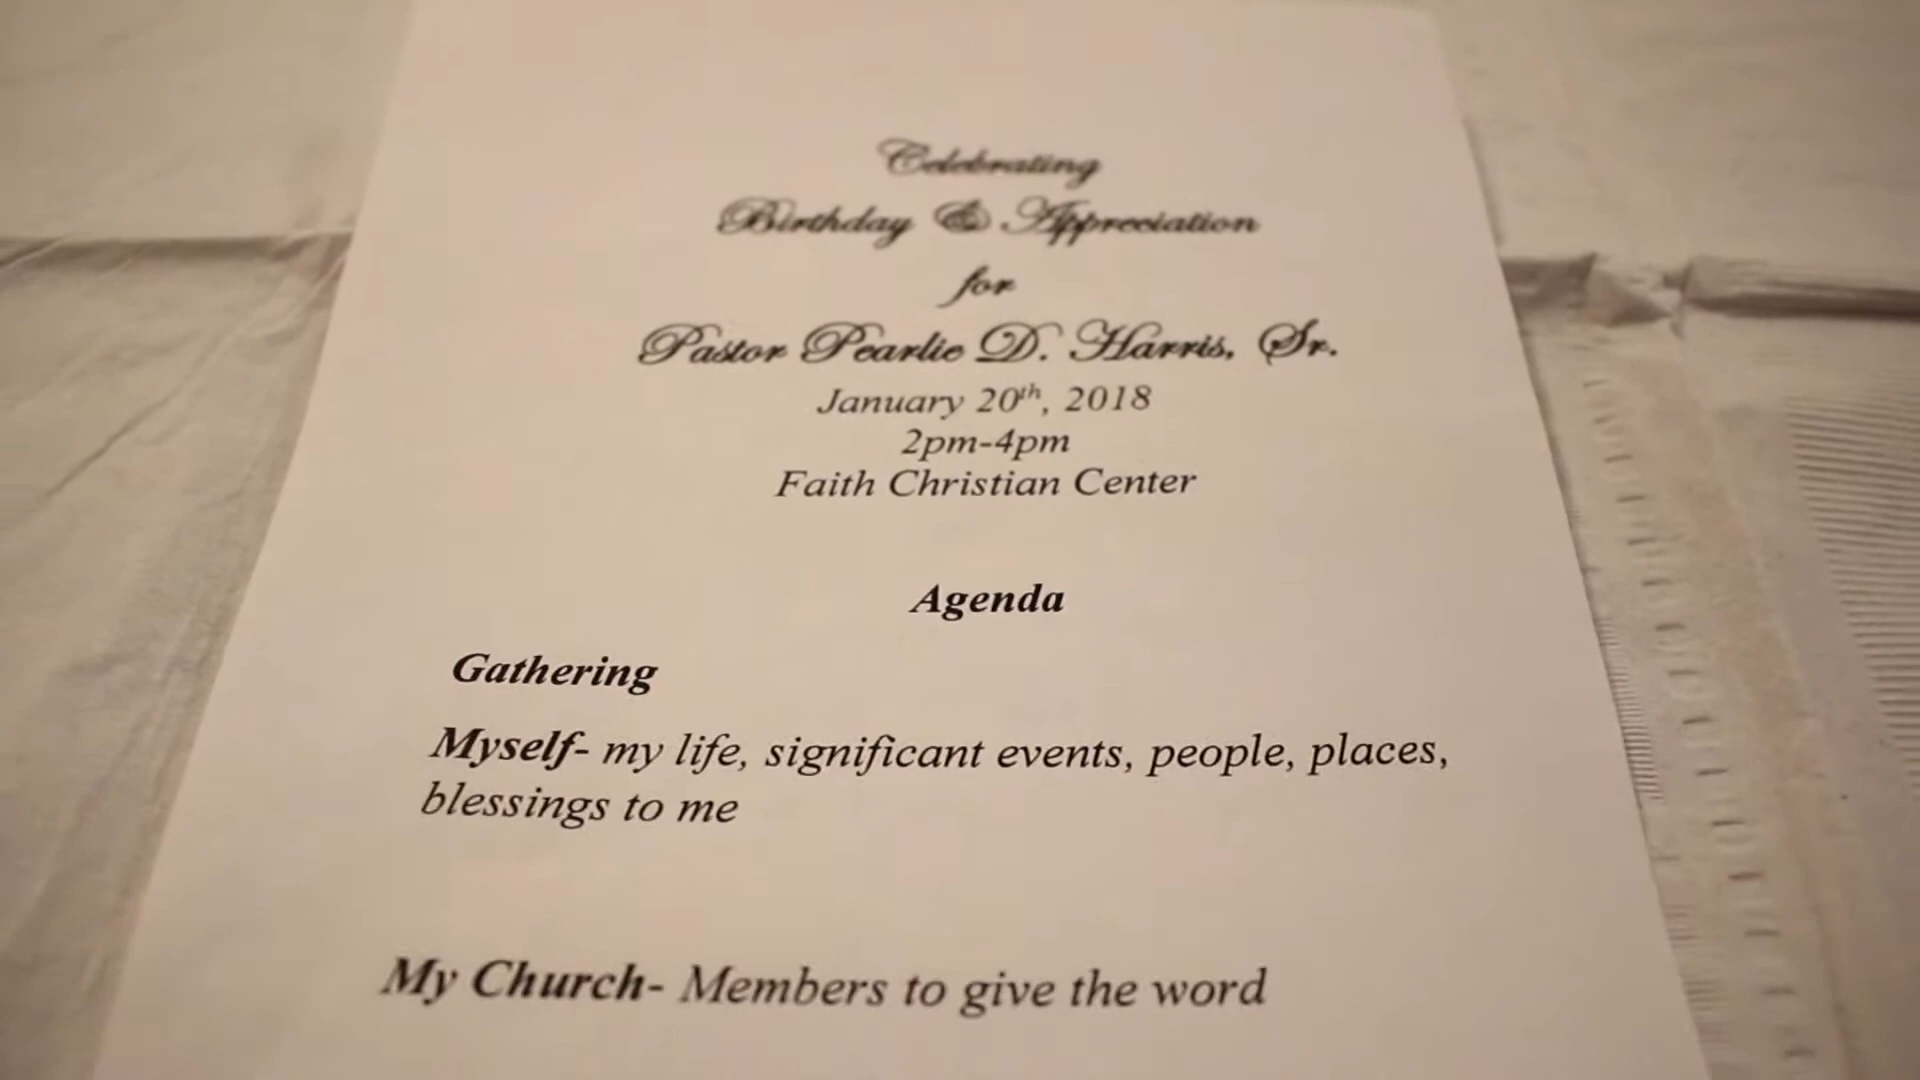 Celebrating
Birthday & Appreciation
for
Pastor Pearlie D. Harris, Sr.
January 20th, 2018
2pm-4pm
Faith Christian Center
Agenda
Gathering
Myself- my life, significant events, people, places,
blessings to me
My Church- Members to give the word